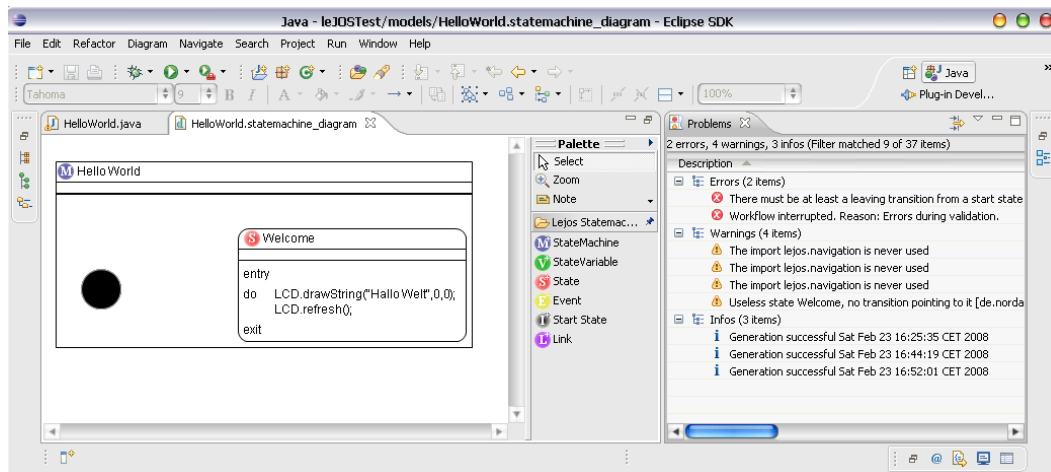 Java - leJOSTest/models/HelloWorld.statemachine_diagram - Eclipse SDK
File Edit Refactor Diagram Navigate Search Project Run Window Help
Java
Tahoma 9 B I A 100% Plug-in Devel...
HelloWorld.java HelloWorld.statemachine_diagram
Hello World
Welcome
entry
do LCD.drawString("Hallo Welt",0,0);
LCD.refresh();
exit
Palette
Select
Zoom
Note
Lejos Statemac...
StateMachine
StateVariable
State
Event
Start State
Link
Problems
2 errors, 4 warnings, 3 infos (Filter matched 9 of 37 items)
Description
Errors (2 items)
There must be at least a leaving transition from a start state
Workflow interrupted. Reason: Errors during validation.
Warnings (4 items)
The import lejos.navigation is never used
The import lejos.navigation is never used
The import lejos.navigation is never used
Useless state Welcome, no transition pointing to it [de.norda
Infos (3 items)
Generation successful Sat Feb 23 16:25:35 CET 2008
Generation successful Sat Feb 23 16:44:19 CET 2008
Generation successful Sat Feb 23 16:52:01 CET 2008